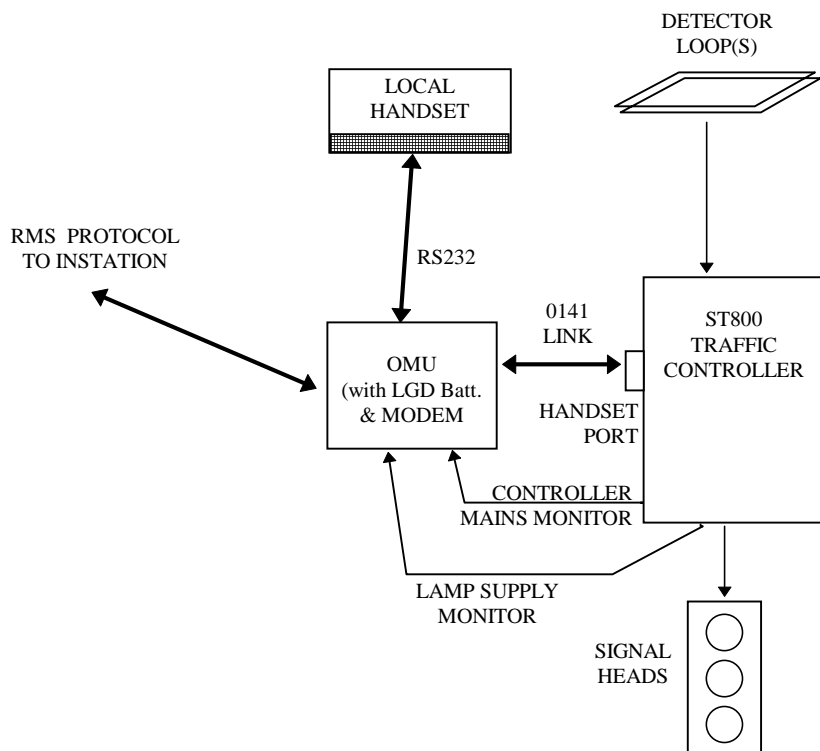 DETECTOR
LOOP(S)
LOCAL
HANDSET
RMS PROTOCOL
TO INSTATION
RS232
0141
LINK
ST800
TRAFFIC
CONTROLLER
OMU
(with LGD Batt.
& MODEM
HANDSET
PORT
CONTROLLER
MAINS MONITOR
LAMP SUPPLY
MONITOR
SIGNAL
HEADS